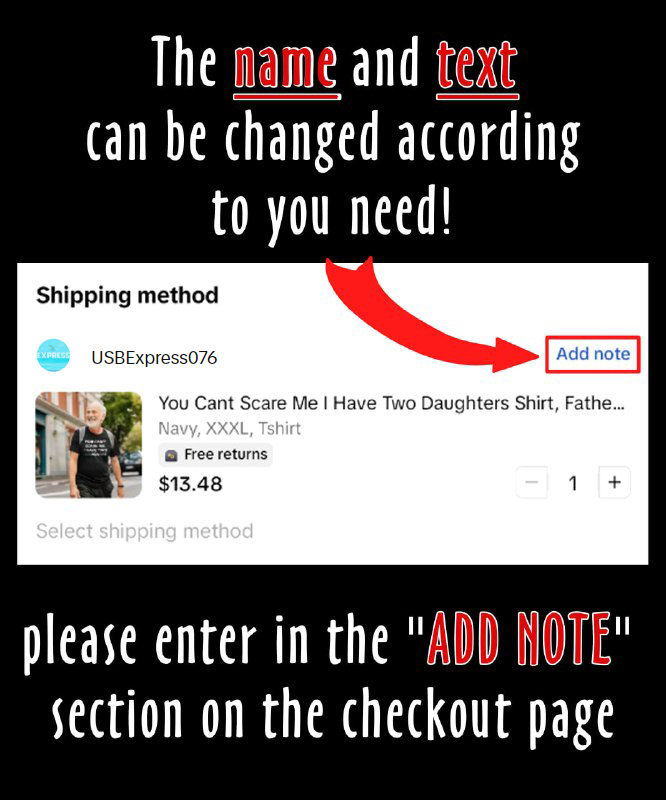 The name and text
can be changed according
to you need!
Shipping method
EXPRESS
USBExpress076
Add note
You Cant Scare Me I Have Two Daughters Shirt, Fathe...
Navy, XXXL, Tshirt
Free returns
$13.48
1
Select shipping method
please enter in the "ADD NOTE"
section on the checkout page